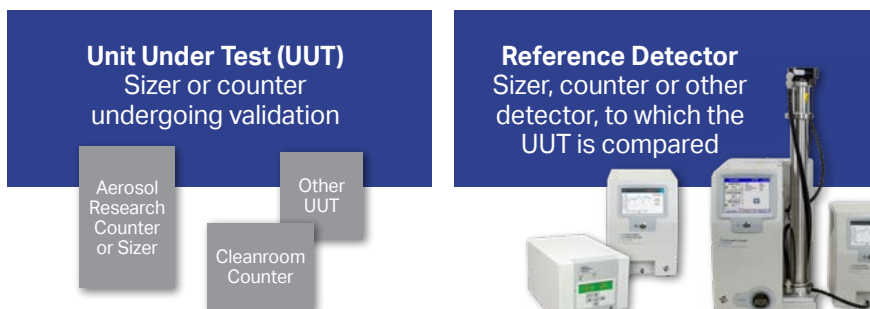 Unit Under Test (UUT)
Sizer or counter
undergoing validation
Aerosol
Research
Counter
or Sizer
Other
UUT
Cleanroom
Counter
Reference Detector
Sizer, counter or other
detector, to which the
UUT is compared